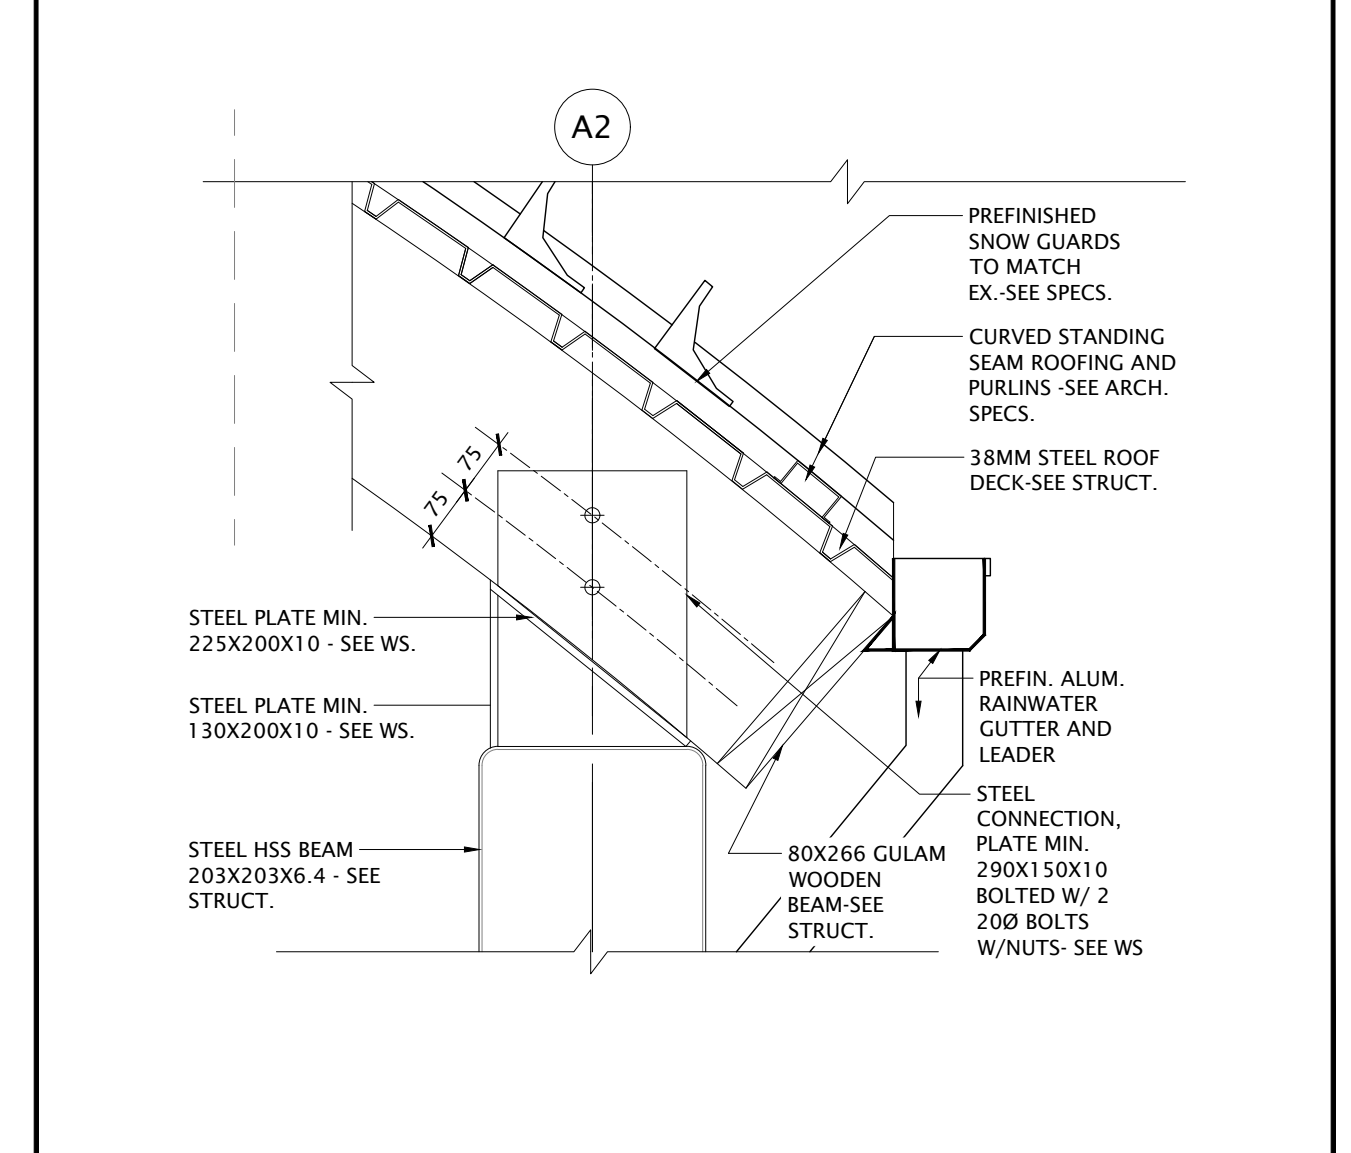 A2
PREFINISHED
SNOW GUARDS
TO MATCH
EX.-SEE SPECS.
CURVED STANDING
SEAM ROOFING AND
PURLINS -SEE ARCH.
SPECS.
38MM STEEL ROOF
DECK-SEE STRUCT.
75
75
STEEL PLATE MIN.
225X200X10 - SEE WS.
STEEL PLATE MIN.
130X200X10 - SEE WS.
PREFIN. ALUM.
RAINWATER
GUTTER AND
LEADER
STEEL
CONNECTION,
PLATE MIN.
290X150X10
BOLTED W/ 2
20Ø BOLTS
W/NUTS- SEE WS
STEEL HSS BEAM
203X203X6.4 - SEE
STRUCT.
80X266 GULAM
WOODEN
BEAM-SEE
STRUCT.